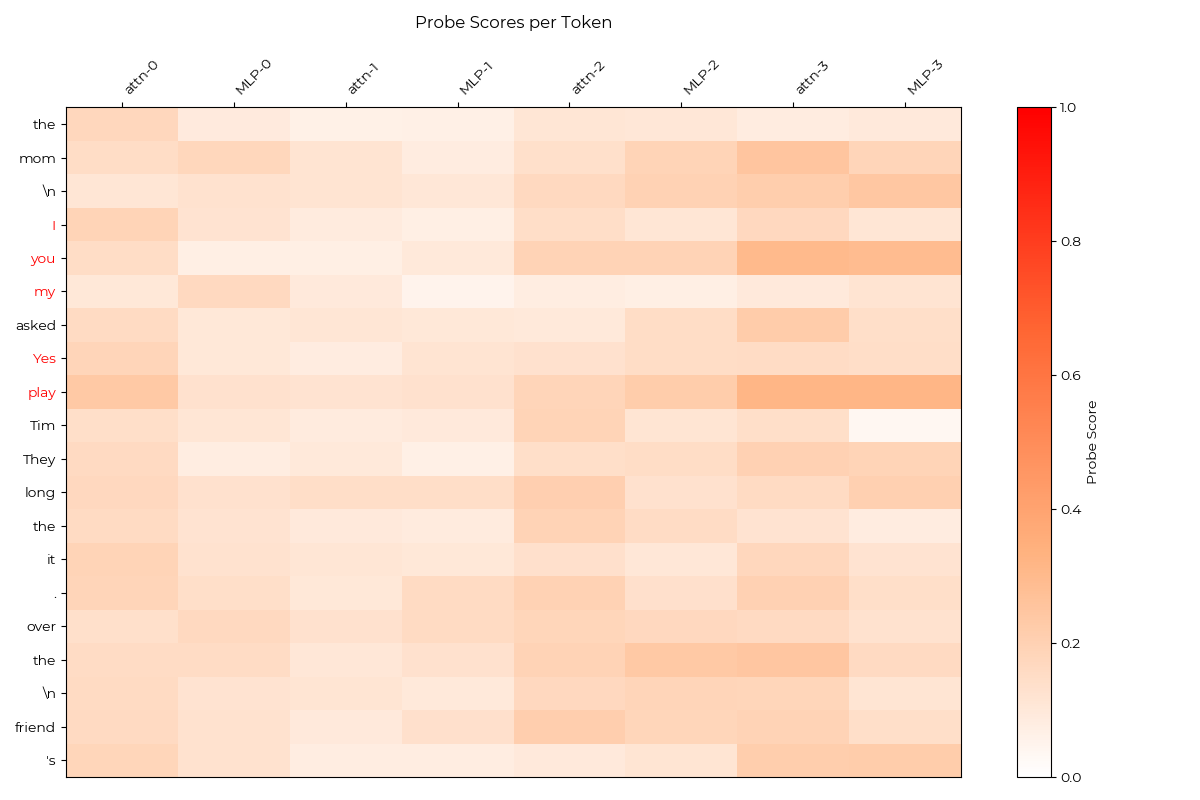 Probe Scores per Token
attn-0 MLP-0 attn-1 MLP-1 attn-2 MLP-2 attn-3 MLP-3
the
mom
\n
I
you
my
asked
Yes
play
Tim
They
long
the
it
.
over
the
\n
friend
's
1.0
0.8
0.6
0.4
0.2
0.0
Probe Score